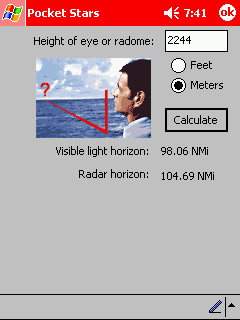 Pocket Stars 7:41 ok
Height of eye or radome: 2244
Feet
?
Meters
Calculate
Visible light horizon: 98.06 NMi
Radar horizon: 104.69 NMi